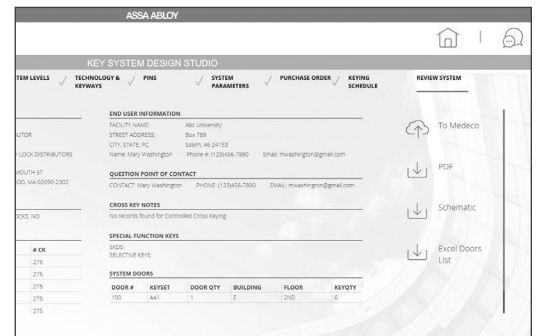 ASSA ABLOY
KEY SYSTEM DESIGN STUDIO
TEM LEVELS
TECHNOLOGY & KEYWAYS
PINS
SYSTEM PARAMETERS
PURCHASE ORDER
KEYING SCHEDULE
REVIEW SYSTEM
IBUTOR
Y LOCK DISTRIBUTORS
MOUTH ST
OOD, MA 02090-2302
OCKS, NO
# CK
275
275
275
275
275
END USER INFORMATION
FACILITY NAME: Abc University
STREET ADDRESS: Box 789
CITY, STATE, PC: Salem, 46 24153
Name: Mary Washington Phone #: (123)456-7890 Email: mwashington@gmail.com
QUESTION POINT OF CONTACT
CONTACT: Mary Washington PHONE: (123)456-7890 EMAIL: mwashington@gmail.com
CROSS KEY NOTES
No records found for Controlled Cross Keying
SPECIAL FUNCTION KEYS
SKDS:
SELECTIVE KEYS:
SYSTEM DOORS
DOOR # KEYSET DOOR QTY BUILDING FLOOR KEYQTY
100 AA1 1 E 2ND 6
To Medeco
PDF
Schematic
Excel Doors
List